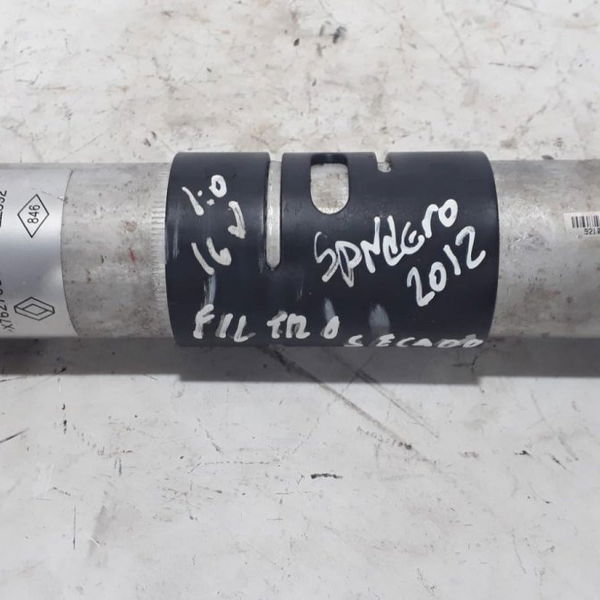 1.0
16 V
SANDERO
2012
FILTRO
SECADO
846